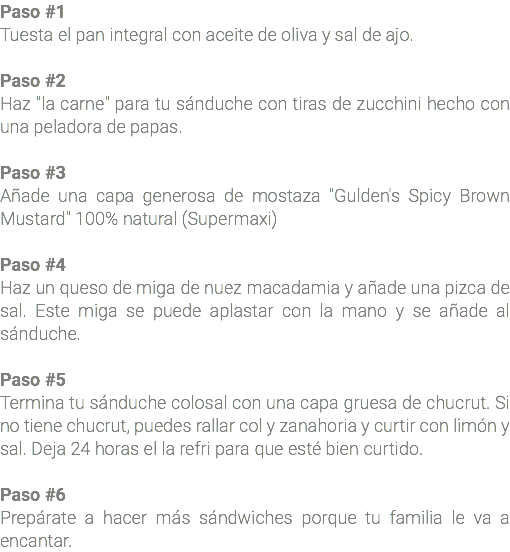 Paso #1
Tuesta el pan integral con aceite de oliva y sal de ajo.
Paso #2
Haz "la carne" para tu sánduche con tiras de zucchini hecho con
una peladora de papas.
Paso #3
Añade una capa generosa de mostaza "Gulden's Spicy Brown
Mustard" 100% natural (Supermaxi)
Paso #4
Haz un queso de miga de nuez macadamia y añade una pizca de
sal. Este miga se puede aplastar con la mano y se añade al
sánduche.
Paso #5
Termina tu sánduche colosal con una capa gruesa de chucrut. Si
no tiene chucrut, puedes rallar col y zanahoria y curtir con limón y
sal. Deja 24 horas el la refri para que esté bien curtido.
Paso #6
Prepárate a hacer más sándwiches porque tu familia le va a
encantar.